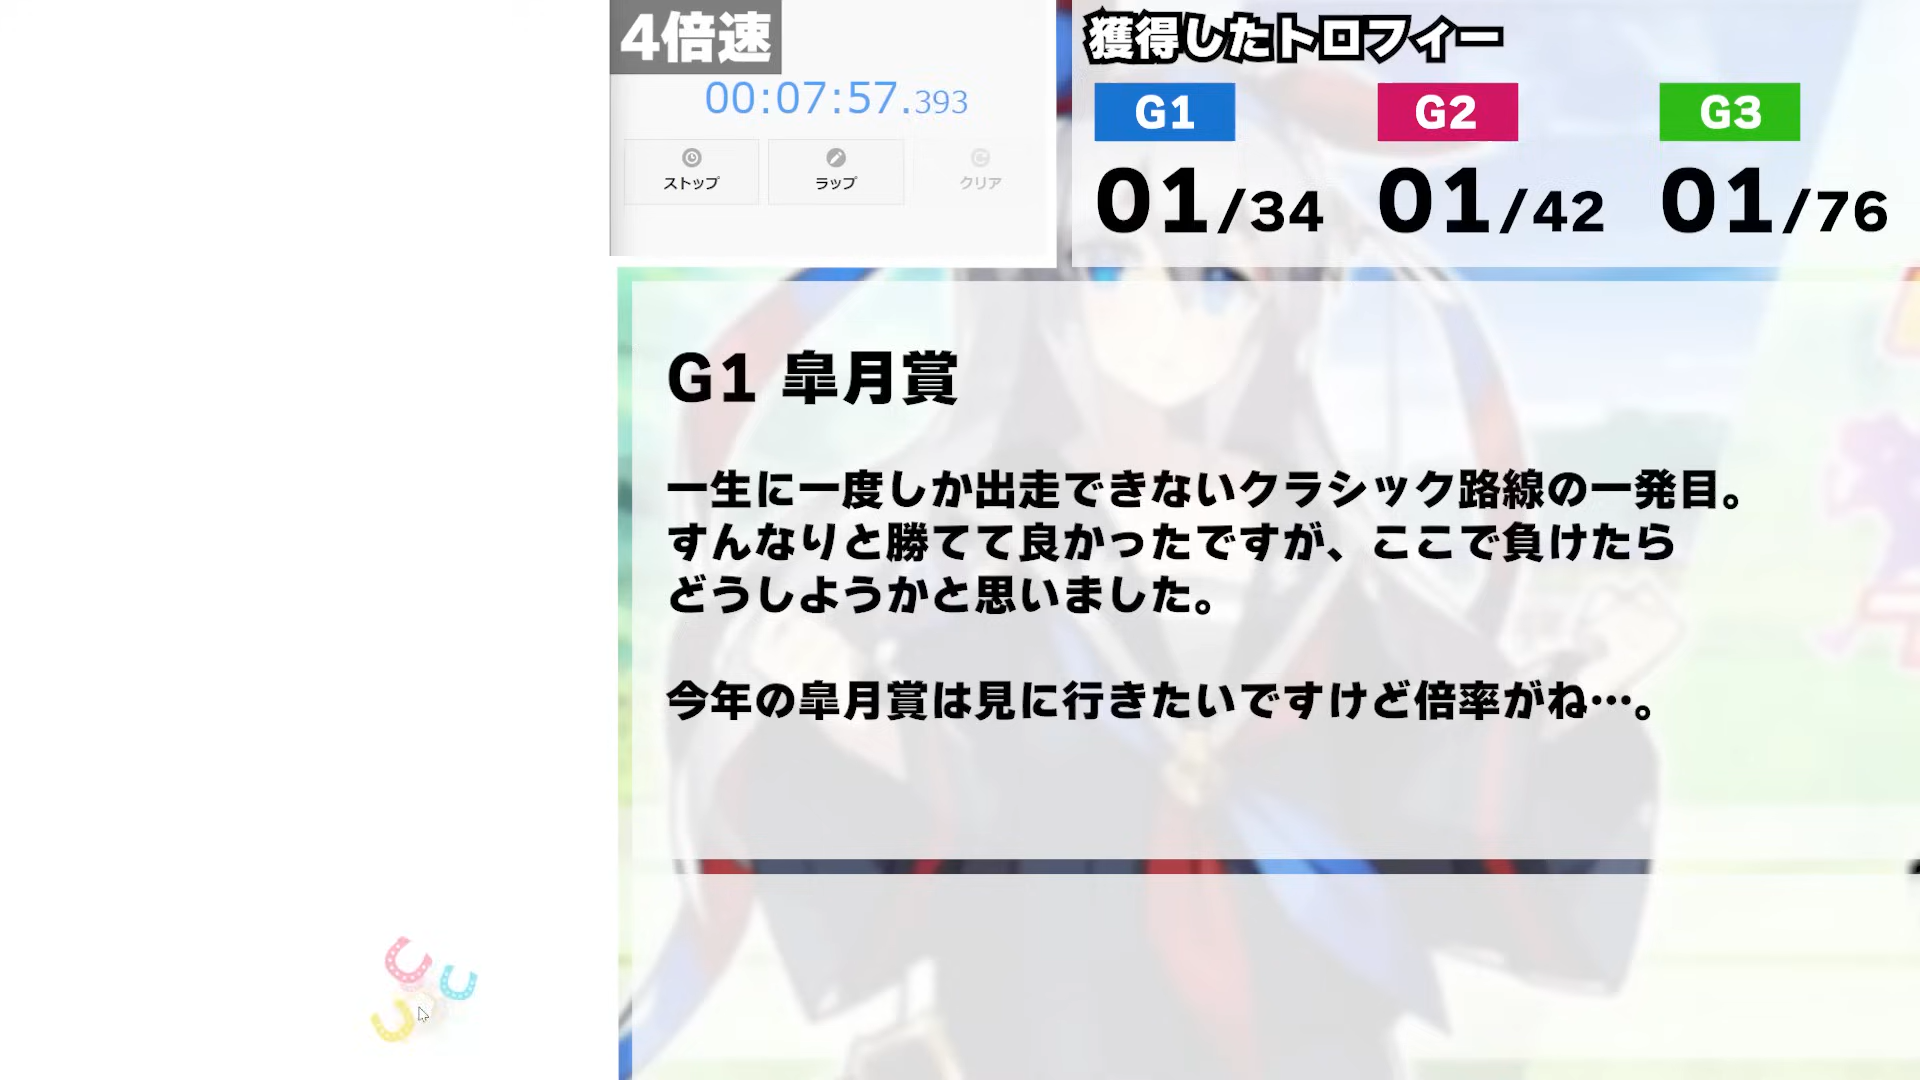 4倍速
00:07:57.393
ストップ
ラップ
クリア
獲得したトロフィー
G1
G2
G3
01/34
01/42
01/76
G1 皐月賞
一生に一度しか出走できないクラシック路線の一発目。
すんなりと勝てて良かったですが、ここで負けたら
どうしようかと思いました。
今年の皐月賞は見に行きたいですけど倍率がね…。